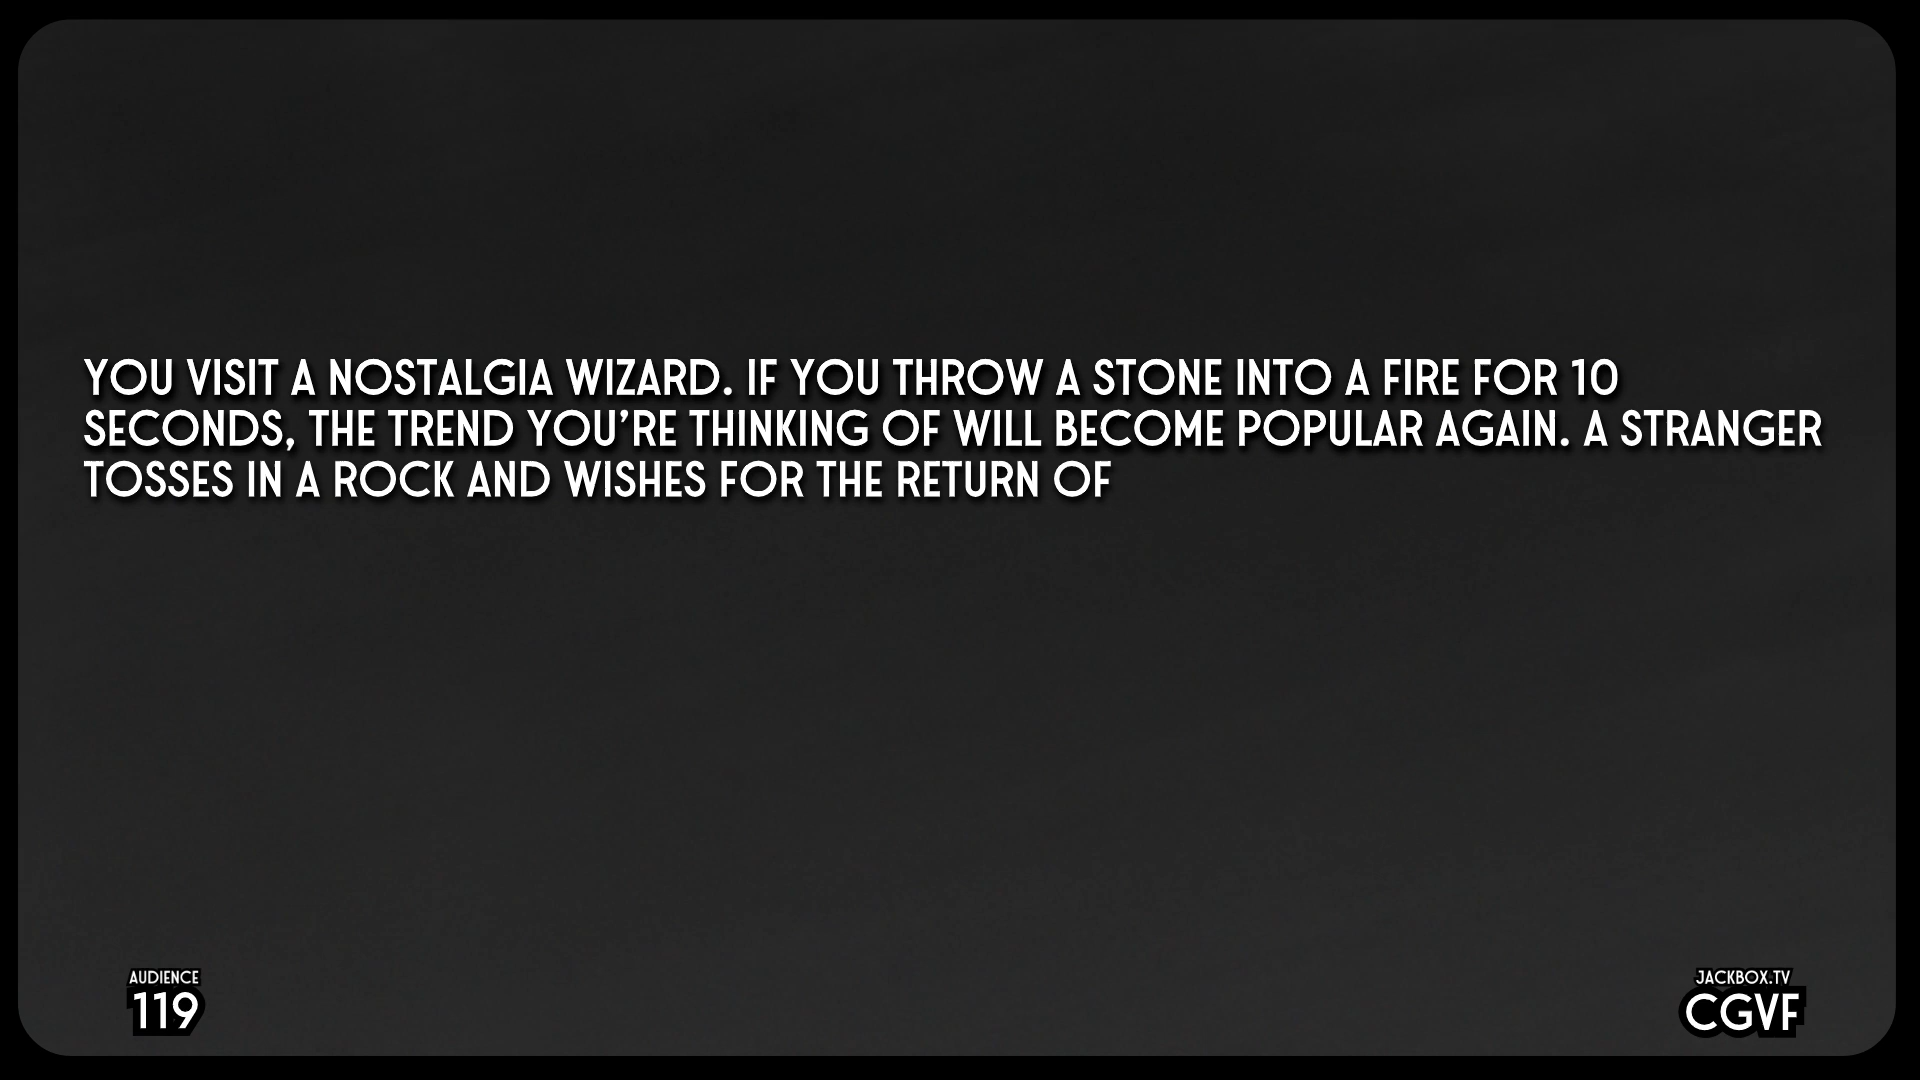 YOU VISIT A NOSTALGIA WIZARD. IF YOU THROW A STONE INTO A FIRE FOR 10
SECONDS, THE TREND YOU’RE THINKING OF WILL BECOME POPULAR AGAIN. A STRANGER
TOSSES IN A ROCK AND WISHES FOR THE RETURN OF
AUDIENCE
119
JACKBOX.TV
CGVF